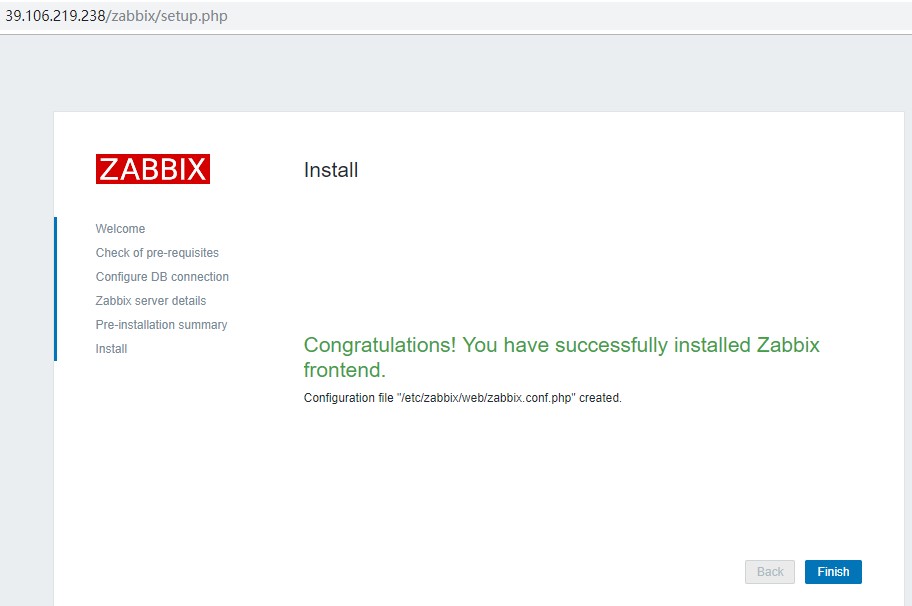 39.106.219.238/zabbix/setup.php
ZABBIX
Install
Welcome
Check of pre-requisites
Configure DB connection
Zabbix server details
Pre-installation summary
Install
Congratulations! You have successfully installed Zabbix
frontend.
Configuration file "/etc/zabbix/web/zabbix.conf.php" created.
Back
Finish